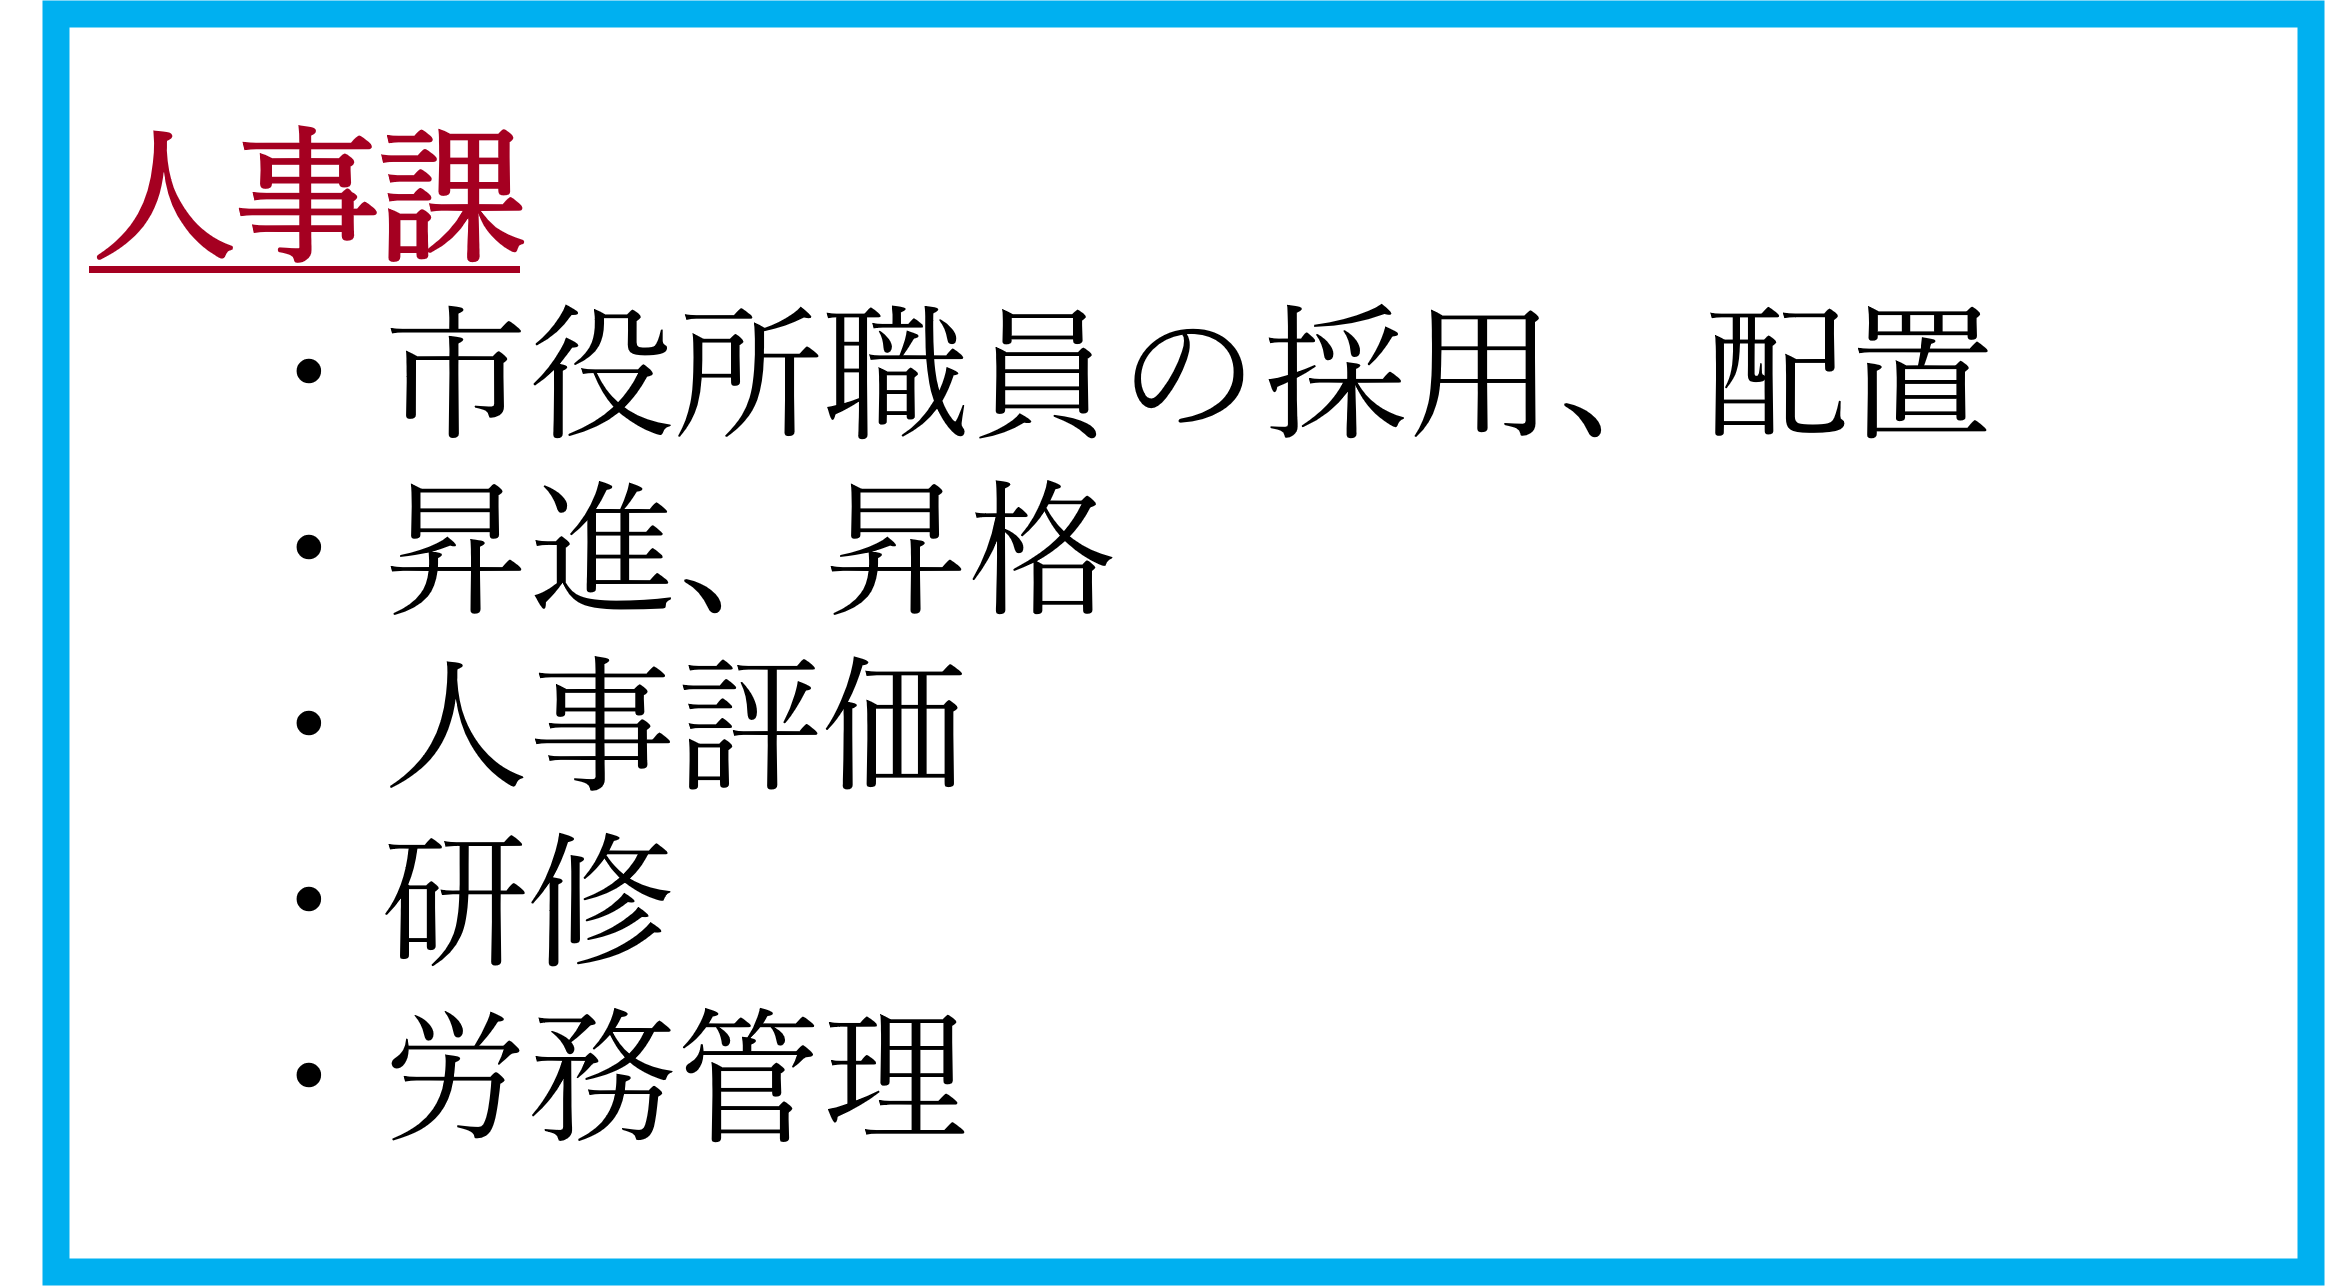 人事課
・市役所職員の採用、配置
・昇進、昇格
・人事評価
・研修
・労務管理